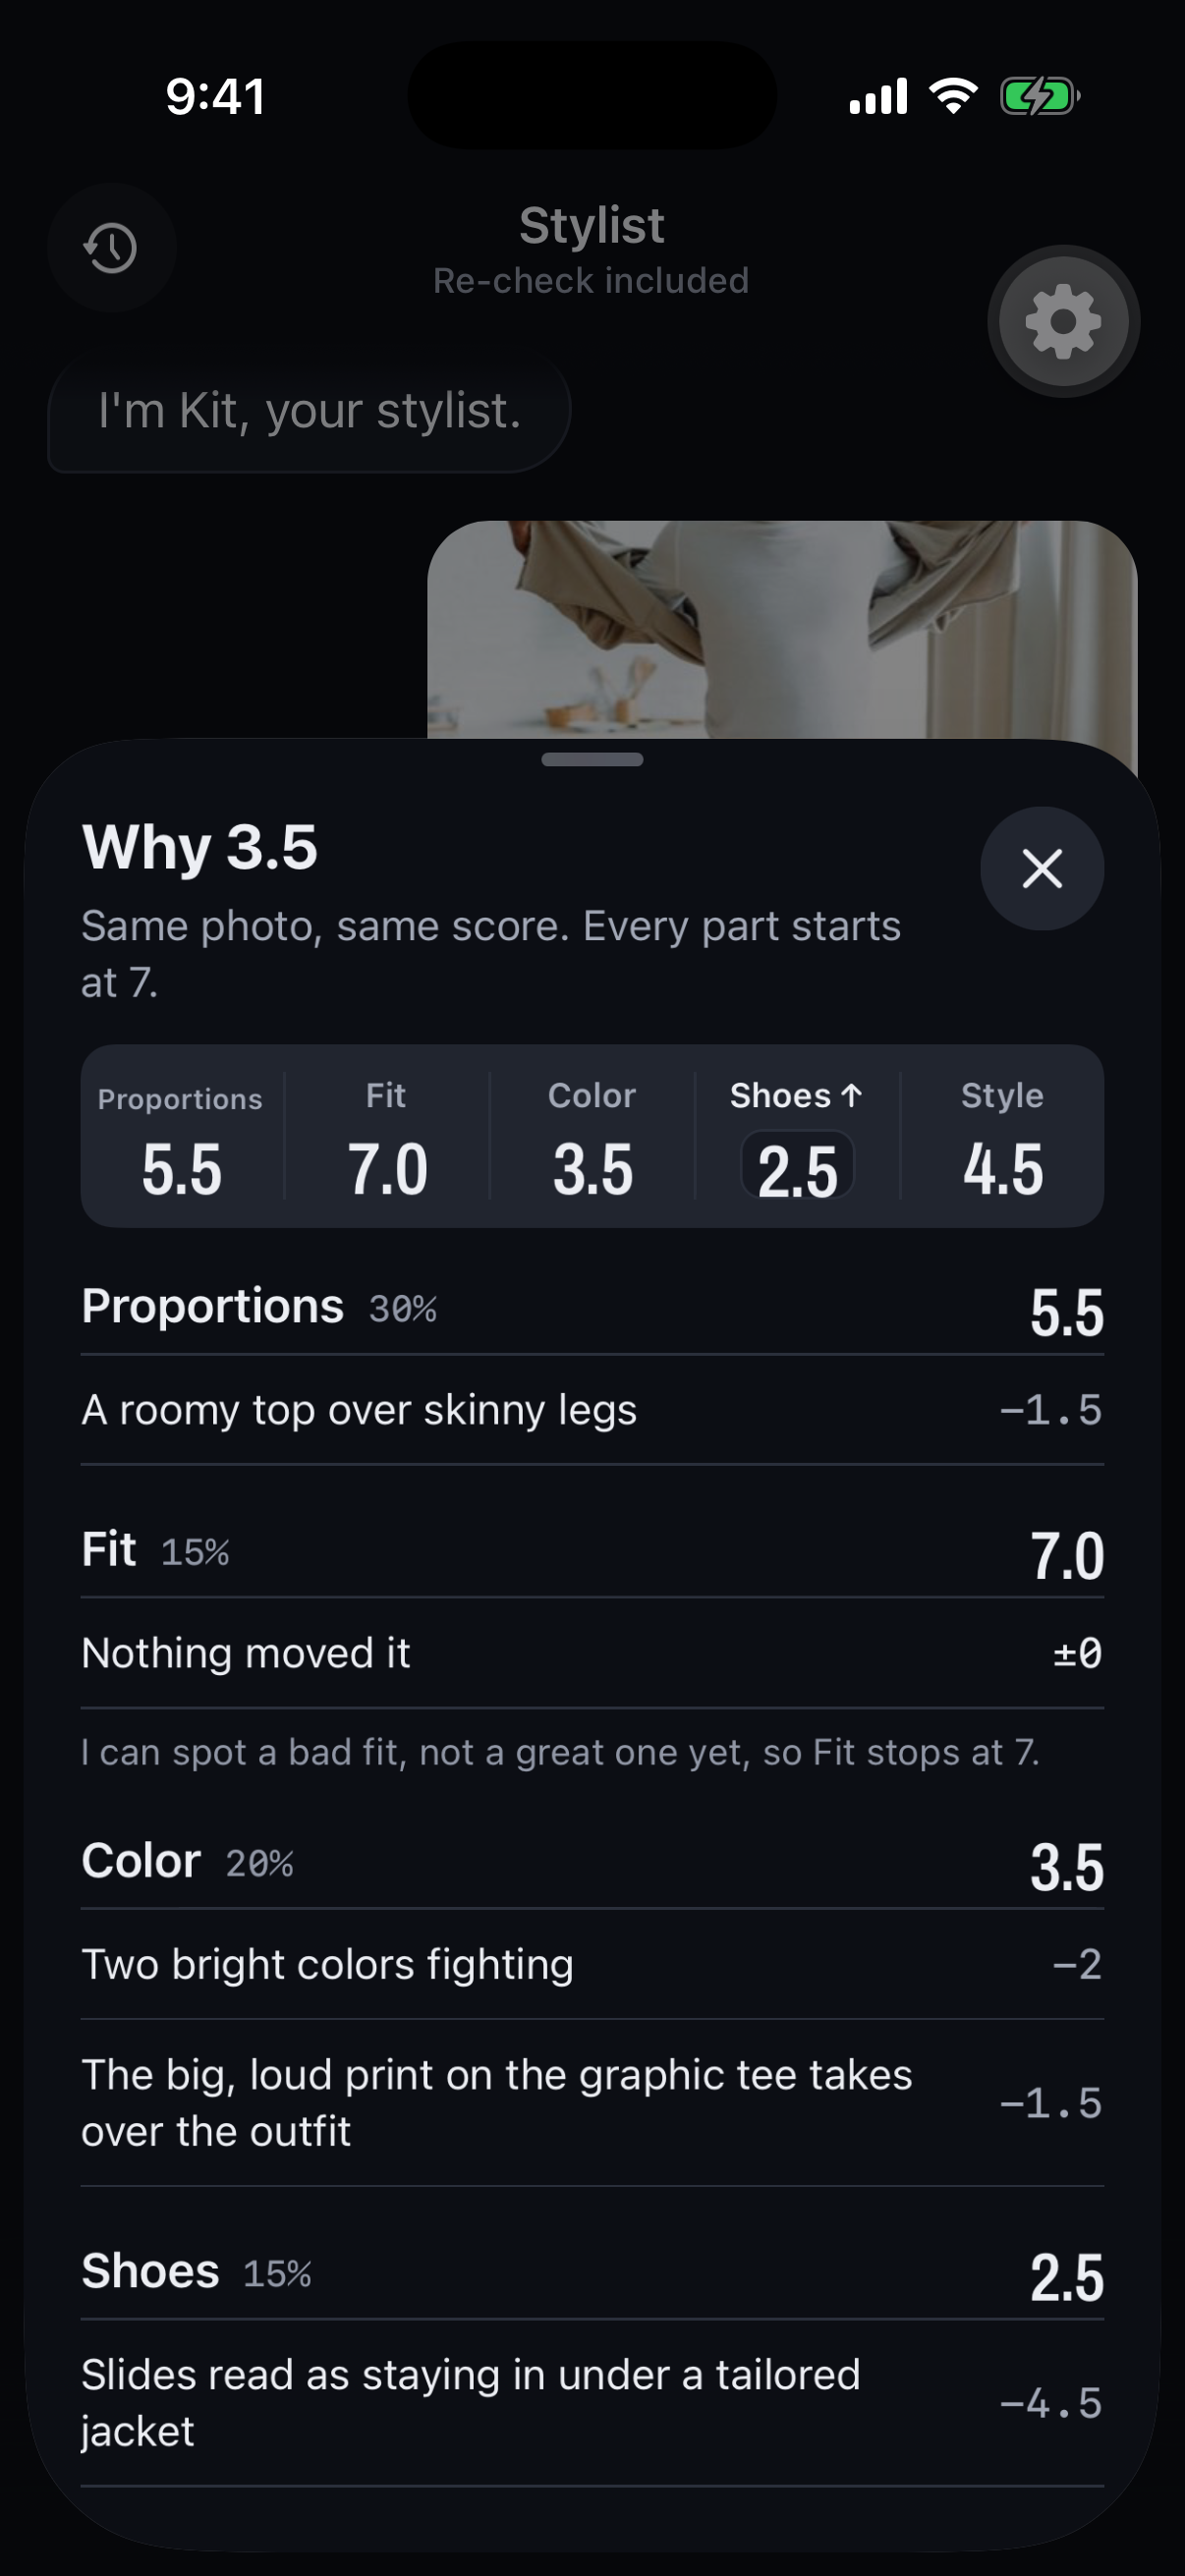 9:41
Stylist
Re-check included
I'm Kit, your stylist.
Why 3.5
Same photo, same score. Every part starts
at 7.
Proportions Fit Color Shoes ↑ Style
5.5 7.0 3.5 2.5 4.5
Proportions 30% 5.5
A roomy top over skinny legs −1.5
Fit 15% 7.0
Nothing moved it ±0
I can spot a bad fit, not a great one yet, so Fit stops at 7.
Color 20% 3.5
Two bright colors fighting −2
The big, loud print on the graphic tee takes
over the outfit −1.5
Shoes 15% 2.5
Slides read as staying in under a tailored
jacket −4.5